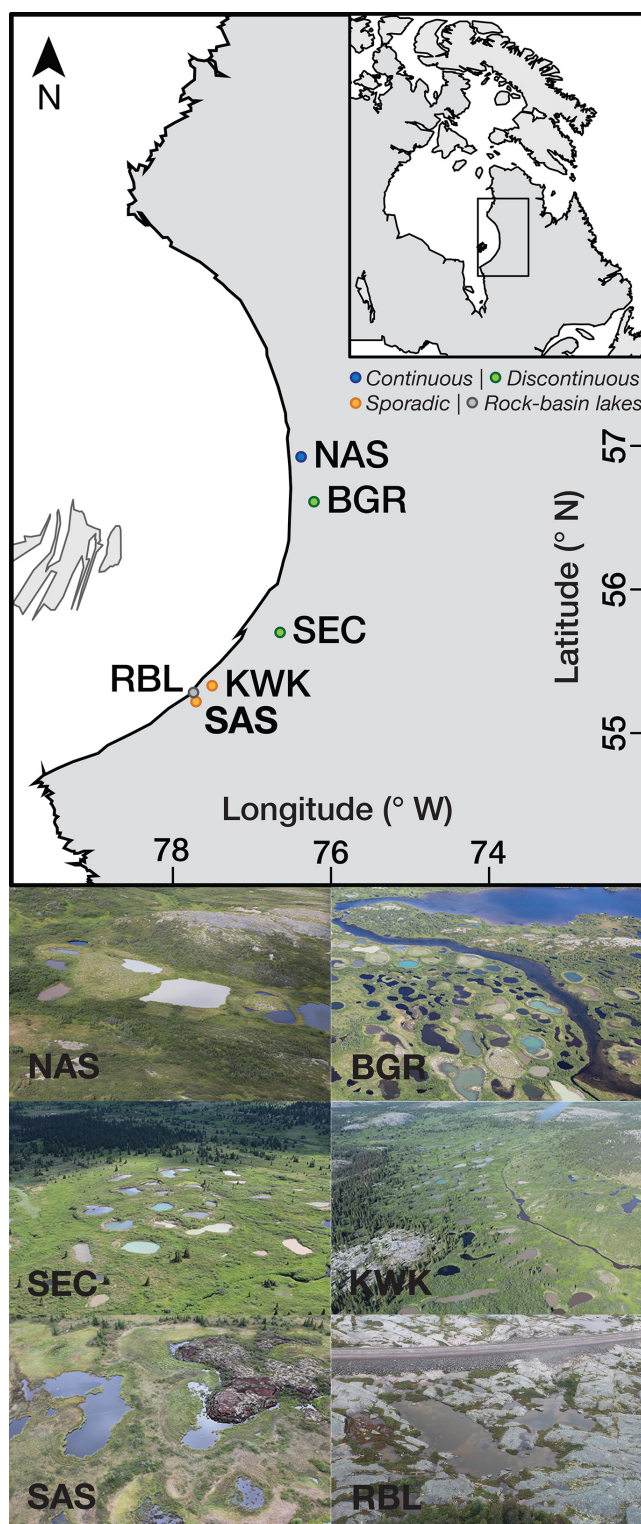 N
Continuous | Discontinuous
Sporadic | Rock-basin lakes
NAS
BGR
SEC
RBL
KWK
SAS
57
56
55
Latitude (° N)
Longitude (° W)
78
76
74
NAS
BGR
SEC
KWK
SAS
RBL